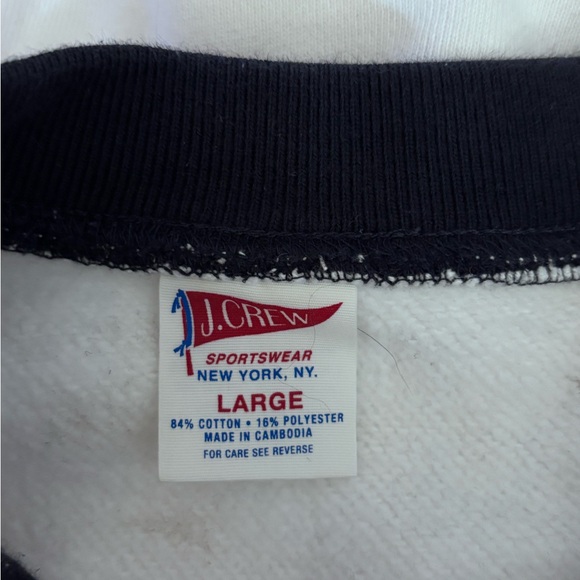 J.CREW
SPORTSWEAR
NEW YORK, NY.
LARGE
84% COTTON • 16% POLYESTER
MADE IN CAMBODIA
FOR CARE SEE REVERSE